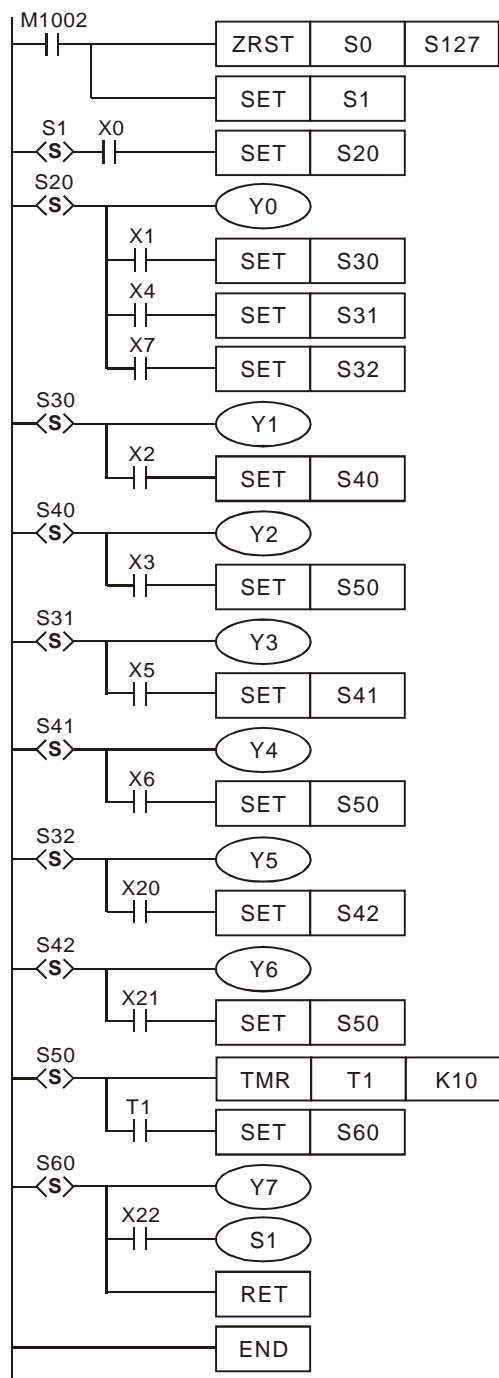 M1002
ZRST S0 S127
SET S1
S1 X0
S SET S20
S20
S Y0
X1
SET S30
X4
SET S31
X7
SET S32
S30
S Y1
X2
SET S40
S40
S Y2
X3
SET S50
S31
S Y3
X5
SET S41
S41
S Y4
X6
SET S50
S32
S Y5
X20
SET S42
S42
S Y6
X21
SET S50
S50
S TMR T1 K10
T1
SET S60
S60
S Y7
X22
S1
RET
END